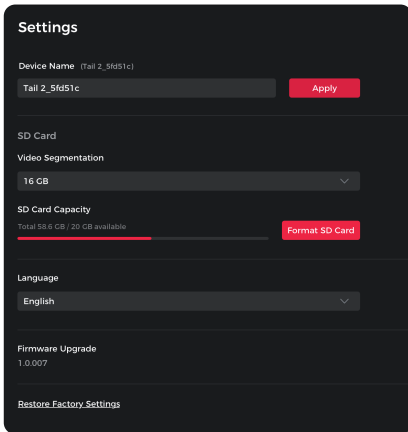 Settings
Device Name (Tail 2_5fd51c)
Tail 2_5fd51c Apply
SD Card
Video Segmentation
16 GB
SD Card Capacity
Total 58.6 GB / 20 GB available
Format SD Card
Language
English
Firmware Upgrade
1.0.007
Restore Factory Settings